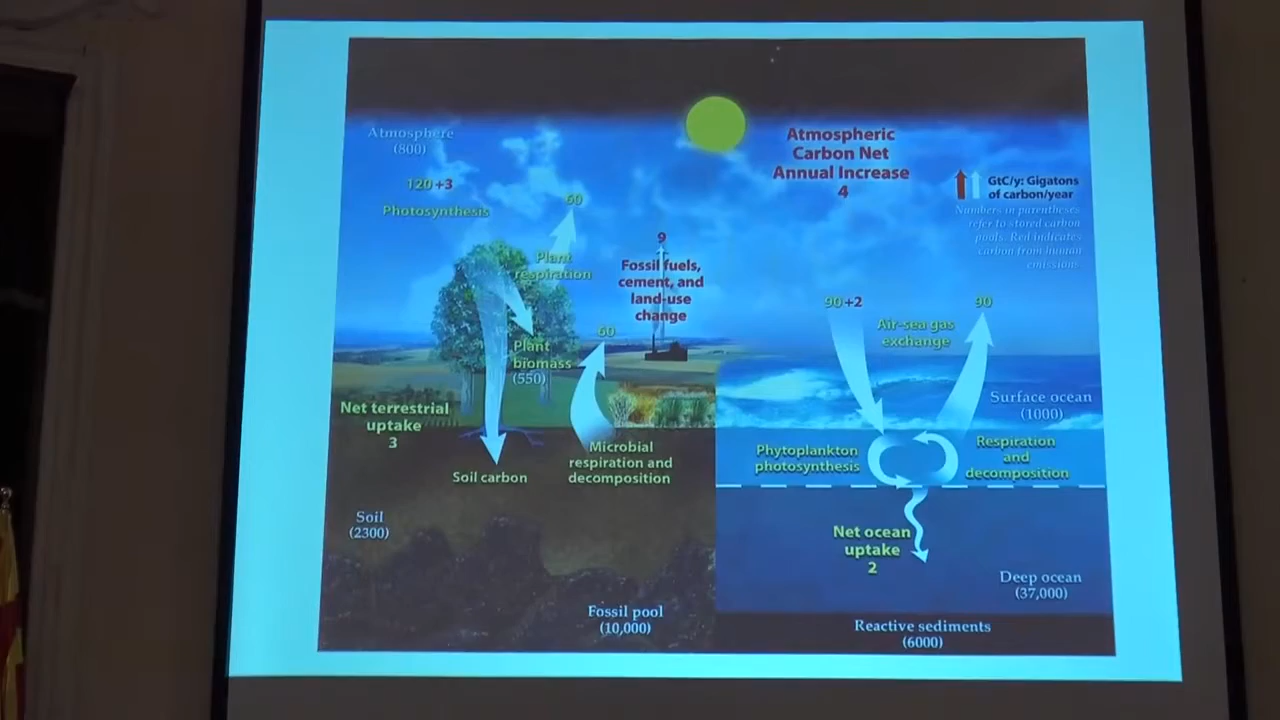 Atmosphere
(800)
120+3
Photosynthesis
60
Plant
respiration
9
Fossil fuels,
cement, and
land-use
change
Atmospheric
Carbon Net
Annual Increase
4
GtC/y: Gigatons
of carbon/year
Numbers in parentheses
refer to stored carbon
pools. Red indicates
carbon from human
emissions.
60
Plant
biomass
(550)
90+2
Air-sea gas
exchange
90
Surface ocean
(1000)
Net terrestrial
uptake
3
Soil carbon
Microbial
respiration and
decomposition
Phytoplankton
photosynthesis
Respiration
and
decomposition
Soil
(2300)
Net ocean
uptake
2
Deep ocean
(37,000)
Fossil pool
(10,000)
Reactive sediments
(6000)